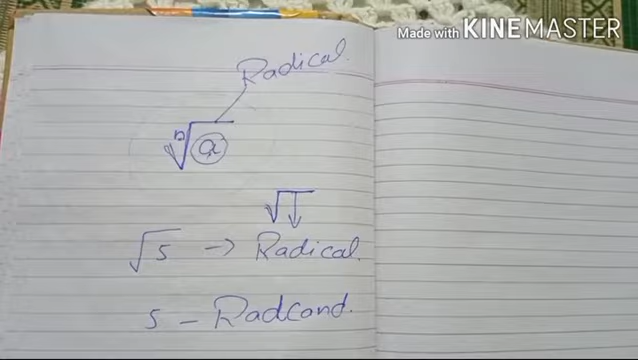 Made with KINEMASTER
Radical.
n√a
√
√5 → Radical.
5 - Radcand.